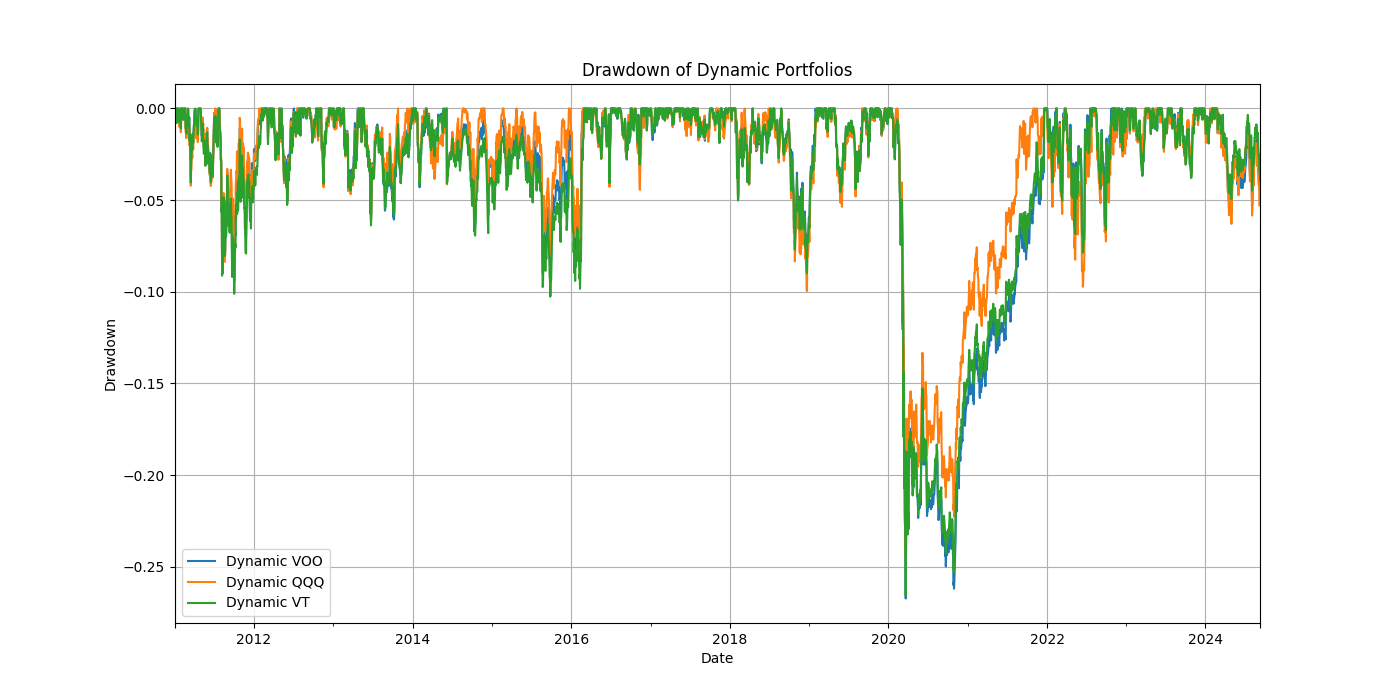 Drawdown of Dynamic Portfolios
0.00
−0.05
−0.10
−0.15
−0.20
−0.25
Drawdown
Dynamic VOO
Dynamic QQQ
Dynamic VT
2012 2014 2016 2018 2020 2022 2024
Date